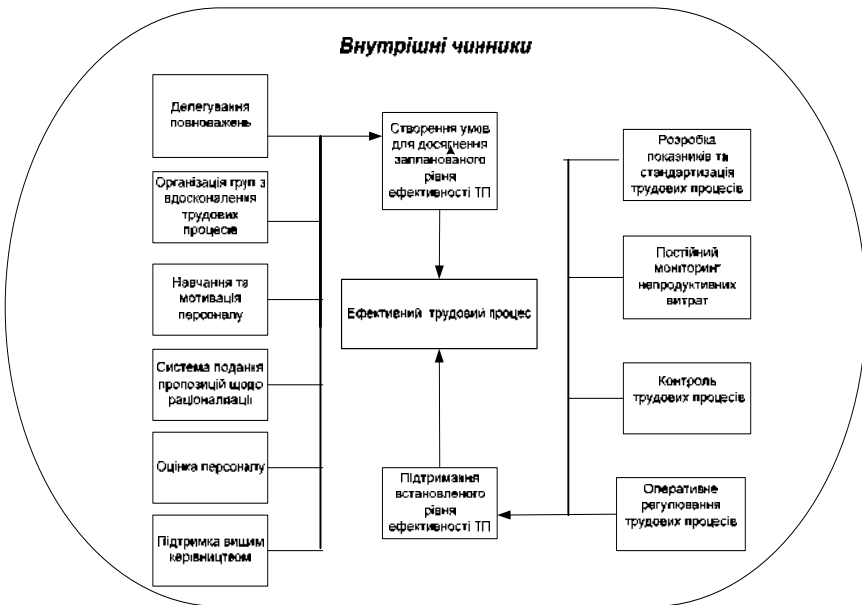 Внутрішні чинники
Делегування
повноважень
Організація груп з
вдосконалення
трудових
процесів
Навчання та
мотивація
персоналу
Система подання
пропозицій щодо
раціоналізації
Оцінка персоналу
Підтримка вищим
керівництвом
Створення умов
для досягнення
запланованого
рівня
ефективності ТП
Ефективний трудовий процес
Підтримання
встановленого
рівня
ефективності ТП
Розробка
показників та
стандартизація
трудових процесів
Постійний
моніторинг
непродуктивних
витрат
Контроль
трудових процесів
Оперативне
регулювання
трудових процесів